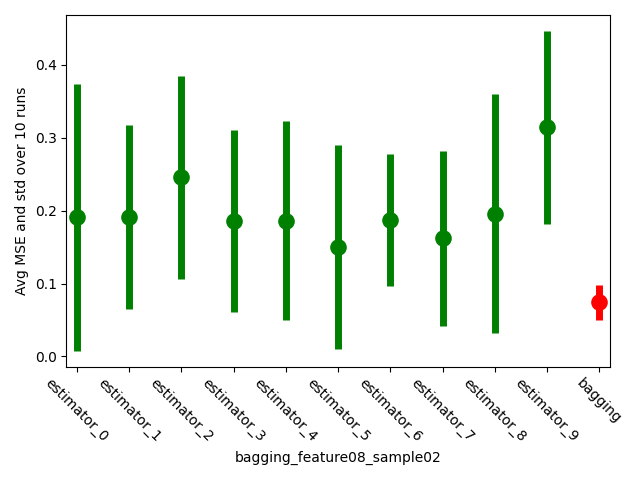 Avg MSE and std over 10 runs
0.4
0.3
0.2
0.1
0.0
estimator_0
estimator_1
estimator_2
estimator_3
estimator_4
estimator_5
estimator_6
estimator_7
estimator_8
estimator_9
bagging
bagging_feature08_sample02